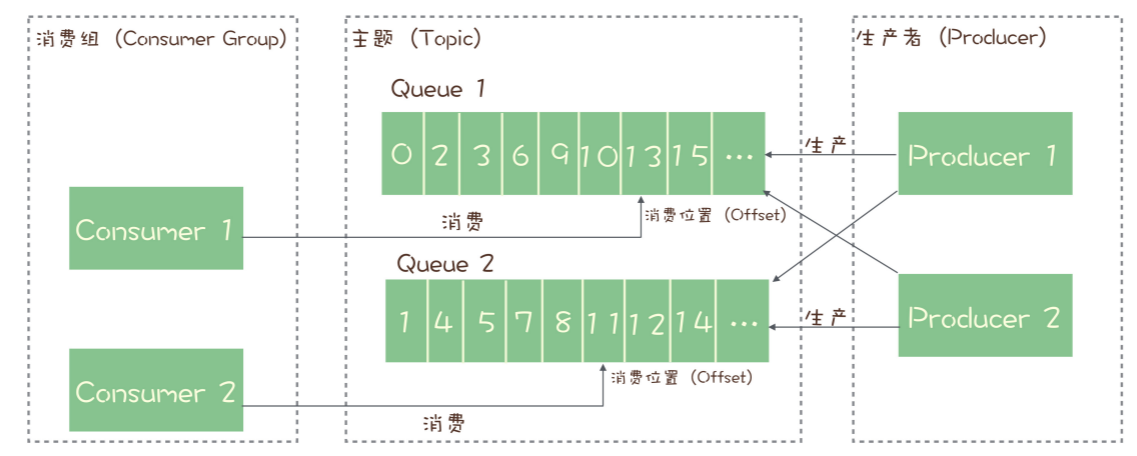 消费组 (Consumer Group)
主题 (Topic)
生产者 (Producer)
Queue 1
0 2 3 6 9 10 13 15 ...
生产
Producer 1
Consumer 1
消费
消费位置 (Offset)
Queue 2
1 4 5 7 8 11 12 14 ...
生产
Producer 2
消费位置 (Offset)
Consumer 2
消费